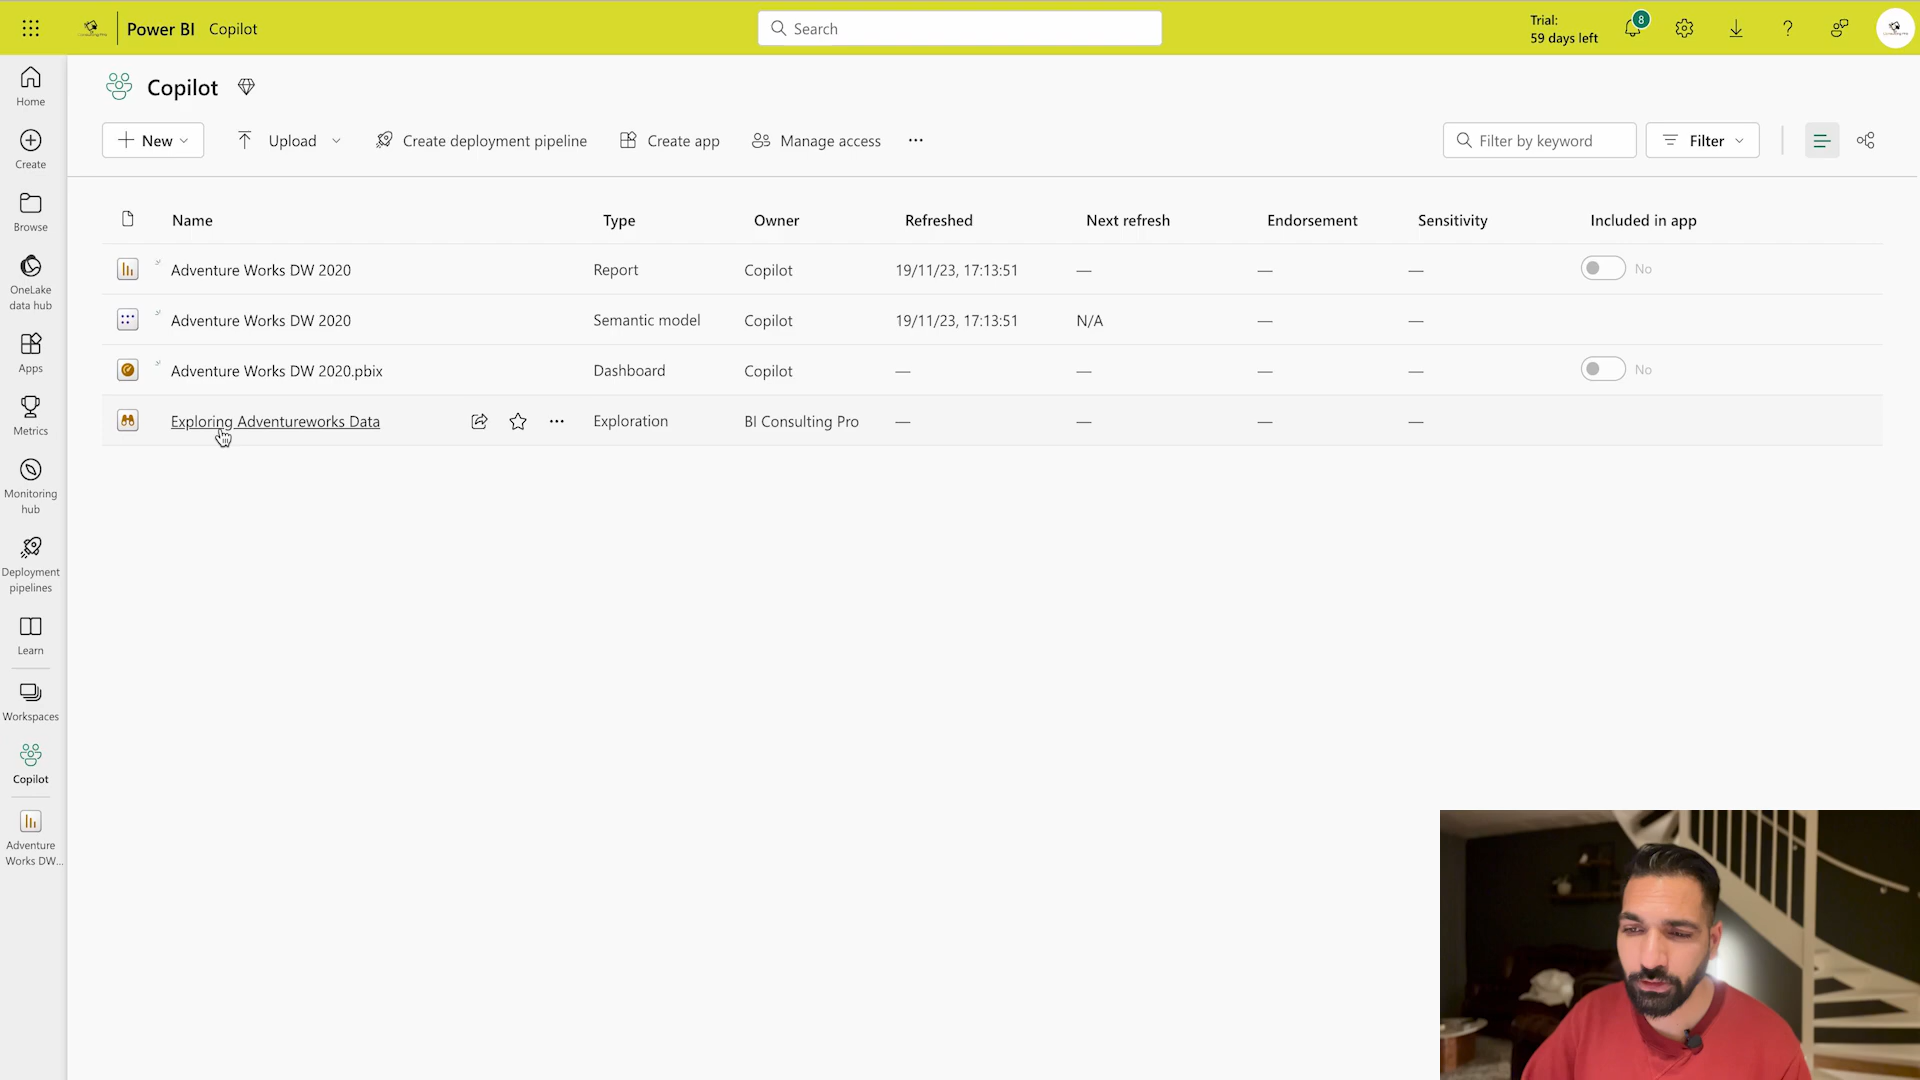 Power BI Copilot
Search
Trial:
59 days left
8
Home
Create
Browse
OneLake
data hub
Apps
Metrics
Monitoring
hub
Deployment
pipelines
Learn
Workspaces
Copilot
Adventure
Works DW...
Copilot
New
Upload
Create deployment pipeline
Create app
Manage access
...
Filter by keyword
Filter
Name Type Owner Refreshed Next refresh Endorsement Sensitivity Included in app
Adventure Works DW 2020 Report Copilot 19/11/23, 17:13:51 — — — No
Adventure Works DW 2020 Semantic model Copilot 19/11/23, 17:13:51 N/A — —
Adventure Works DW 2020.pbix Dashboard Copilot — — — — No
Exploring Adventureworks Data ... Exploration BI Consulting Pro — — — —